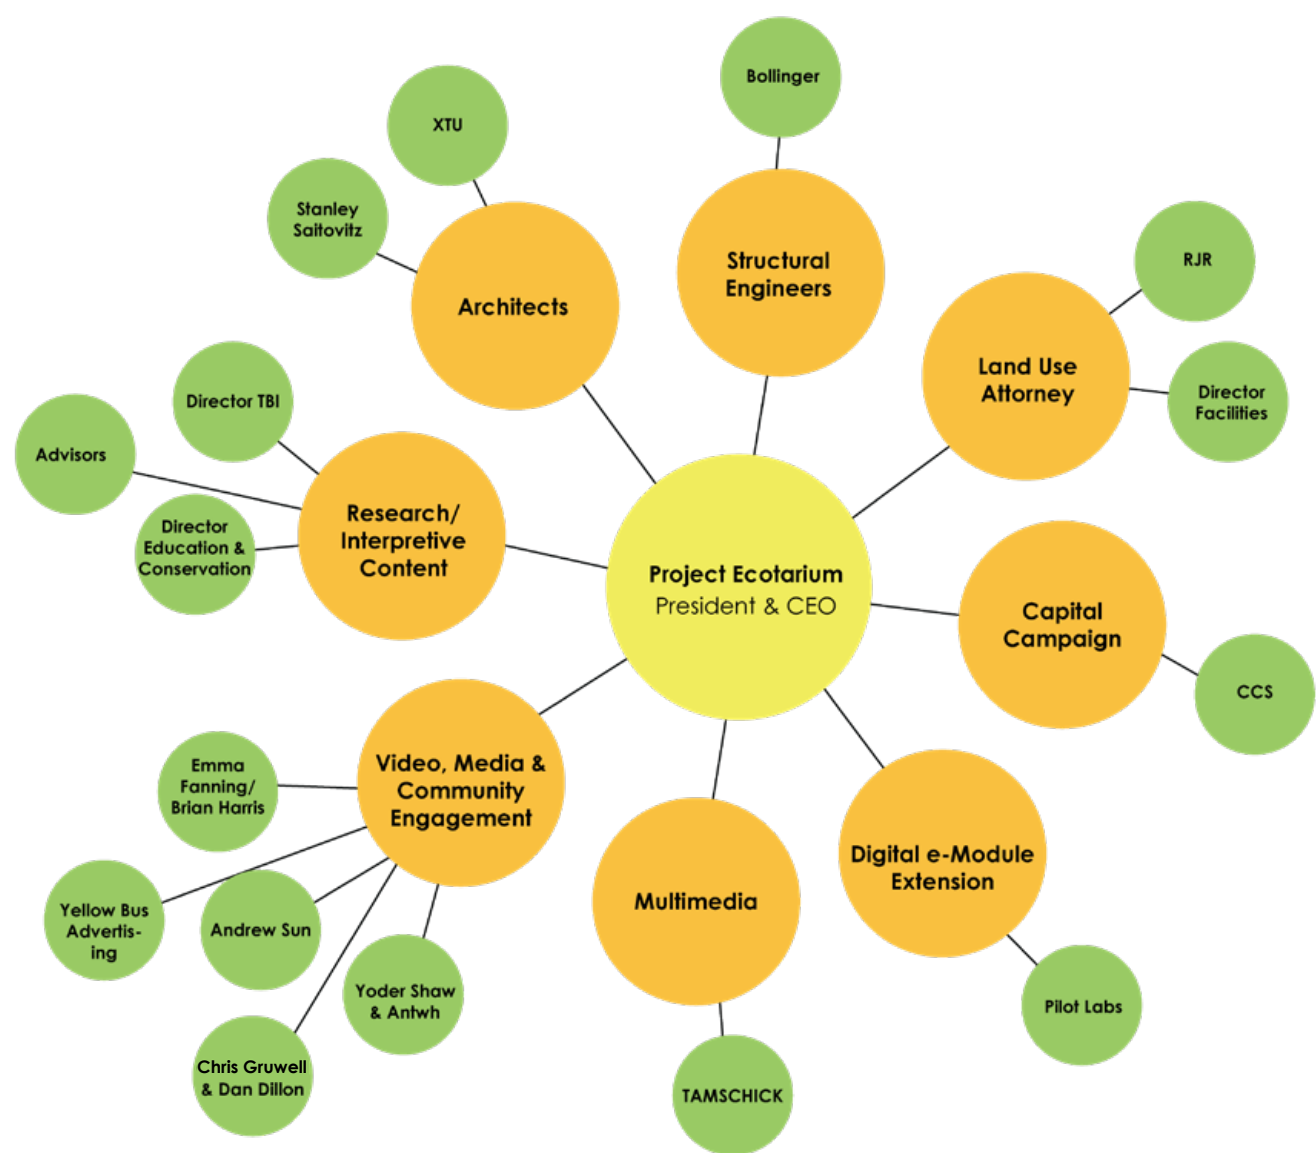 Bollinger
XTU
Stanley
Saitovitz
Structural
Engineers
RJR
Architects
Land Use
Attorney
Director
Facilities
Director TBI
Advisors
Research/
Interpretive
Content
Director
Education &
Conservation
Project Ecotarium
President & CEO
Capital
Campaign
CCS
Video, Media &
Community
Engagement
Emma
Fanning/
Brian Harris
Digital e-Module
Extension
Multimedia
Yellow Bus
Advertis-
ing
Andrew Sun
Yoder Shaw
& Antwh
Pilot Labs
Chris Gruwell
& Dan Dillon
TAMSCHICK